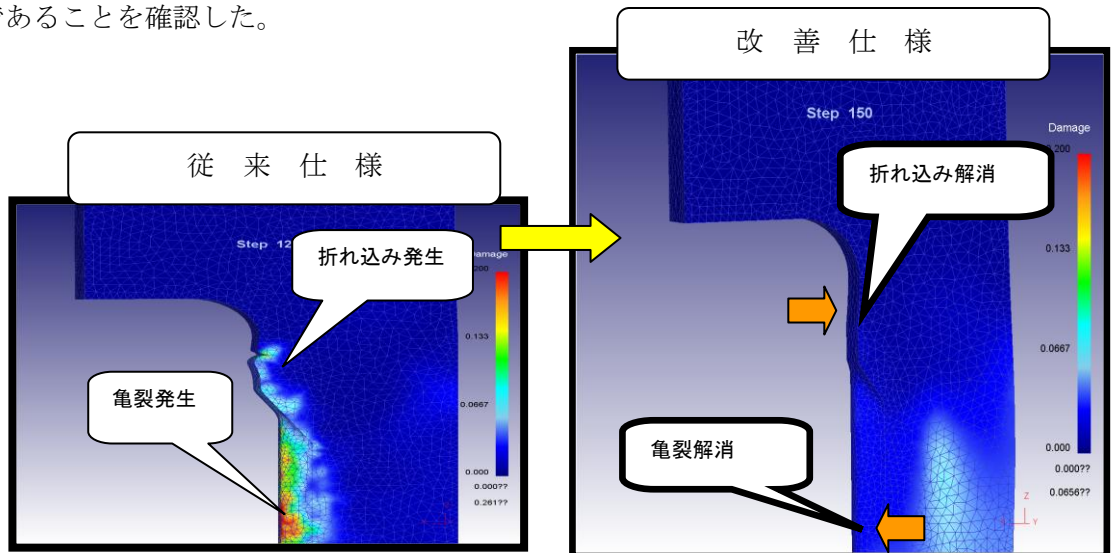 であることを確認した。
改 善 仕 様
従 来 仕 様
Step 12
折れ込み発生
亀裂発生
0.133
0.0667
0.000
0.000??
0.261??
Step 150
Damage
0.200
折れ込み解消
0.133
0.0667
亀裂解消
0.000
0.000??
0.0656??
Z
Y